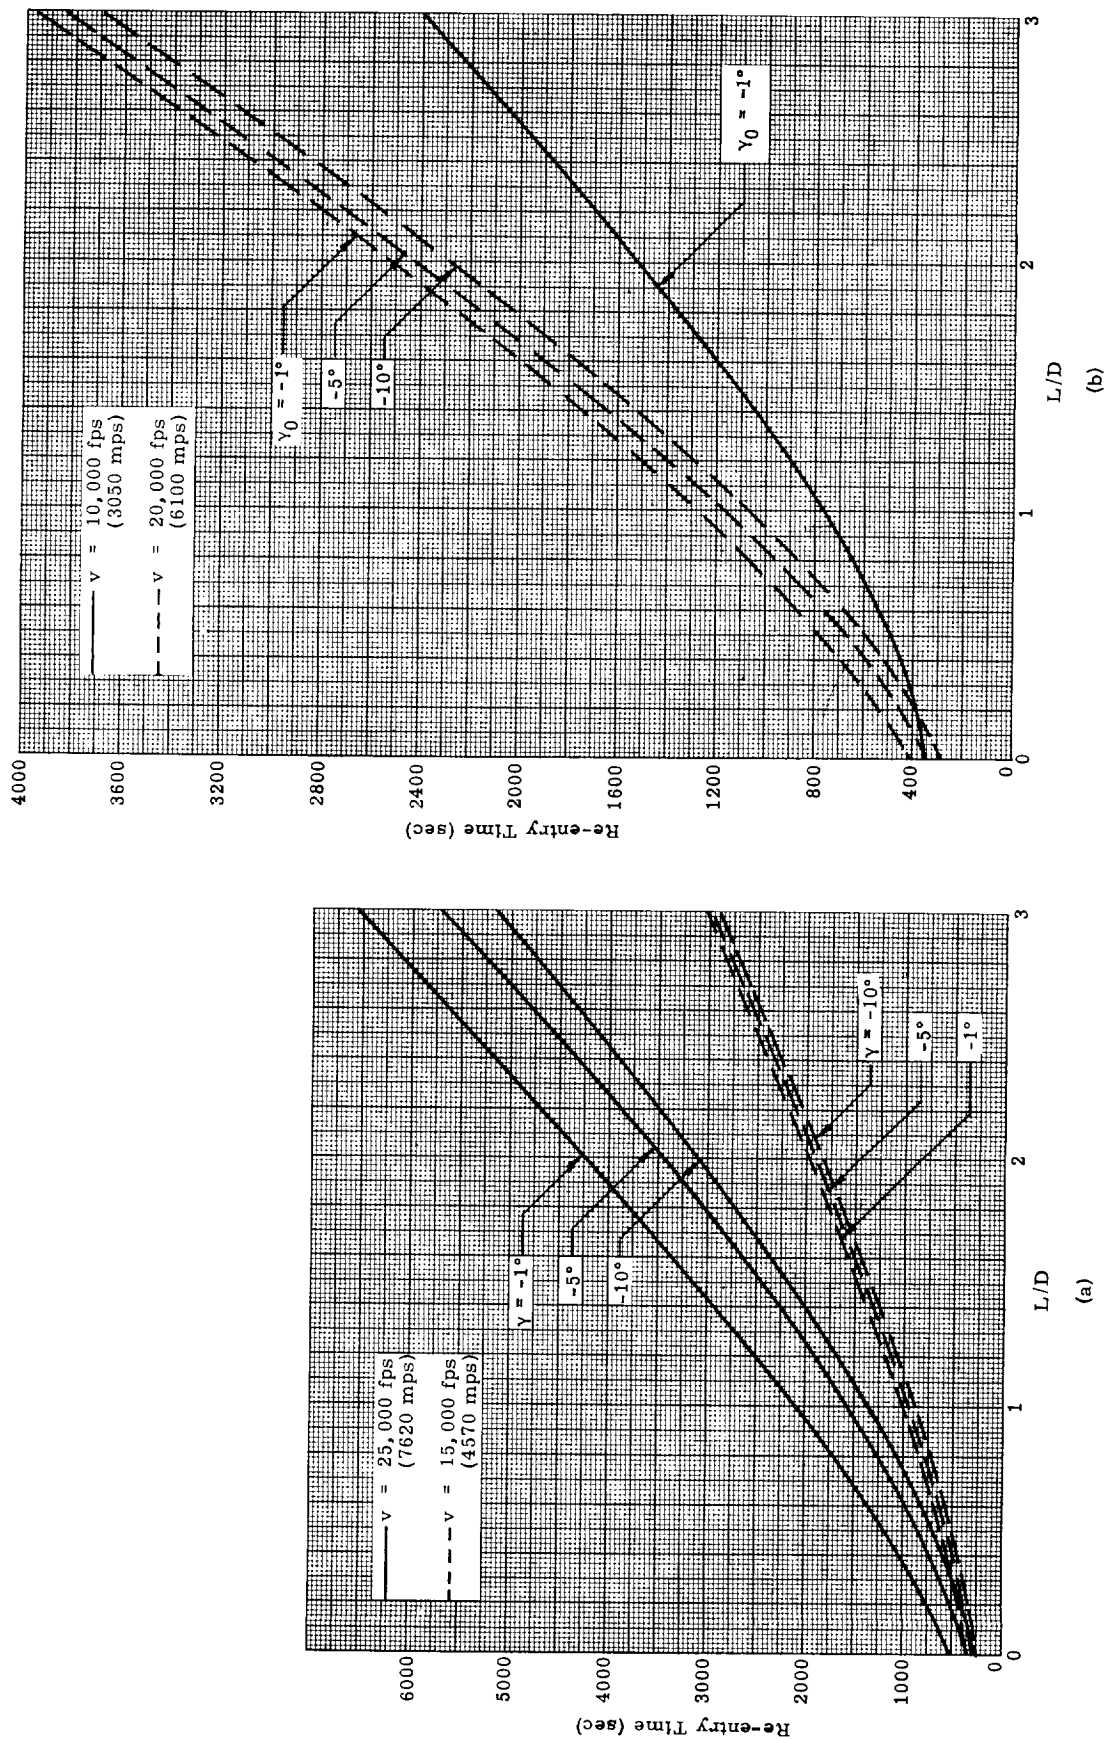 4000
3600
3200
2800
2400
2000
1600
1200
800
400
0
Re-entry Time (sec)
v = 10,000 fps
(3050 mps)
v = 20,000 fps
(6100 mps)
γ₀ = -1°
-5°
-10°
γ₀ = -1°
0
1
2
3
L/D
(b)
6000
5000
4000
3000
2000
1000
0
Re-entry Time (sec)
v = 25,000 fps
(7620 mps)
v = 15,000 fps
(4570 mps)
γ = -1°
-5°
-10°
γ = -10°
-5°
-1°
0
1
2
3
L/D
(a)